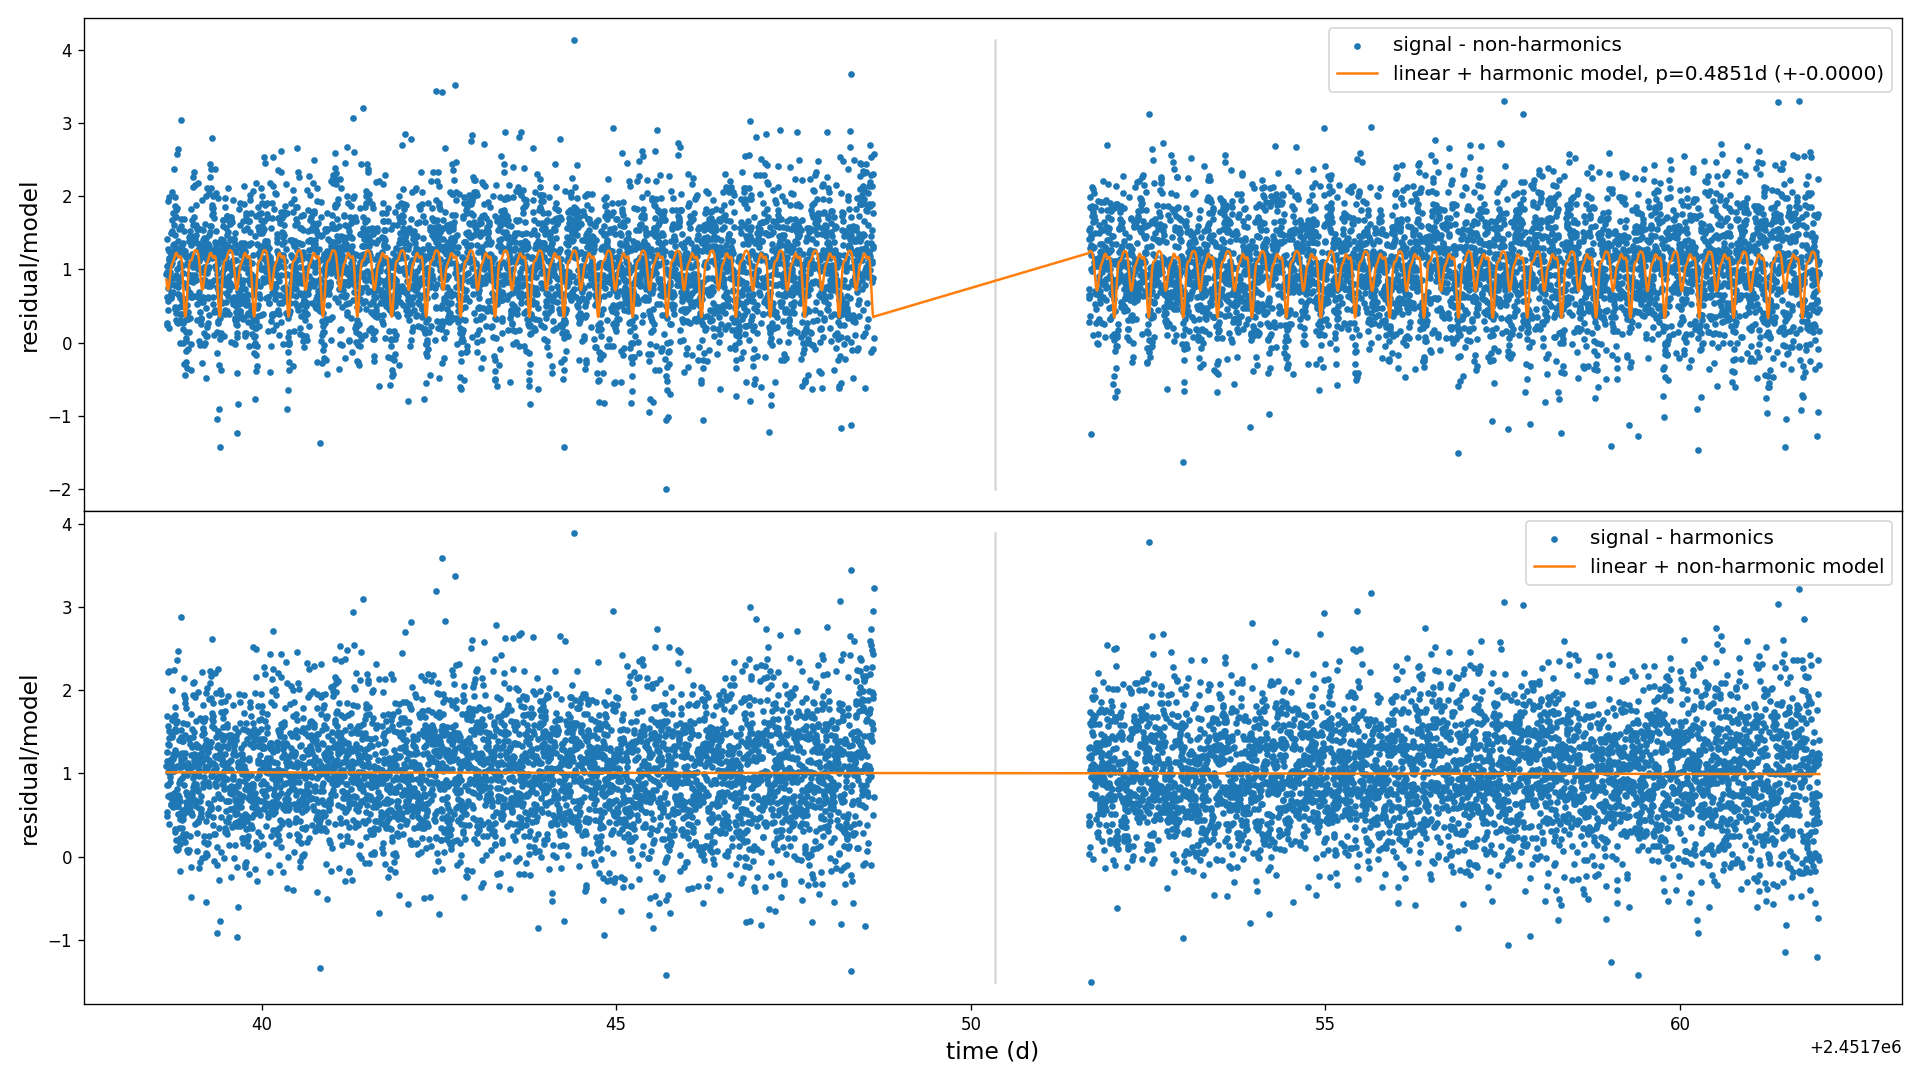 signal - non-harmonics
linear + harmonic model, p=0.4851d (+-0.0000)
4
3
2
1
0
−1
−2
residual/model
signal - harmonics
linear + non-harmonic model
4
3
2
1
0
−1
residual/model
40 45 50 55 60
time (d)
+2.4517e6